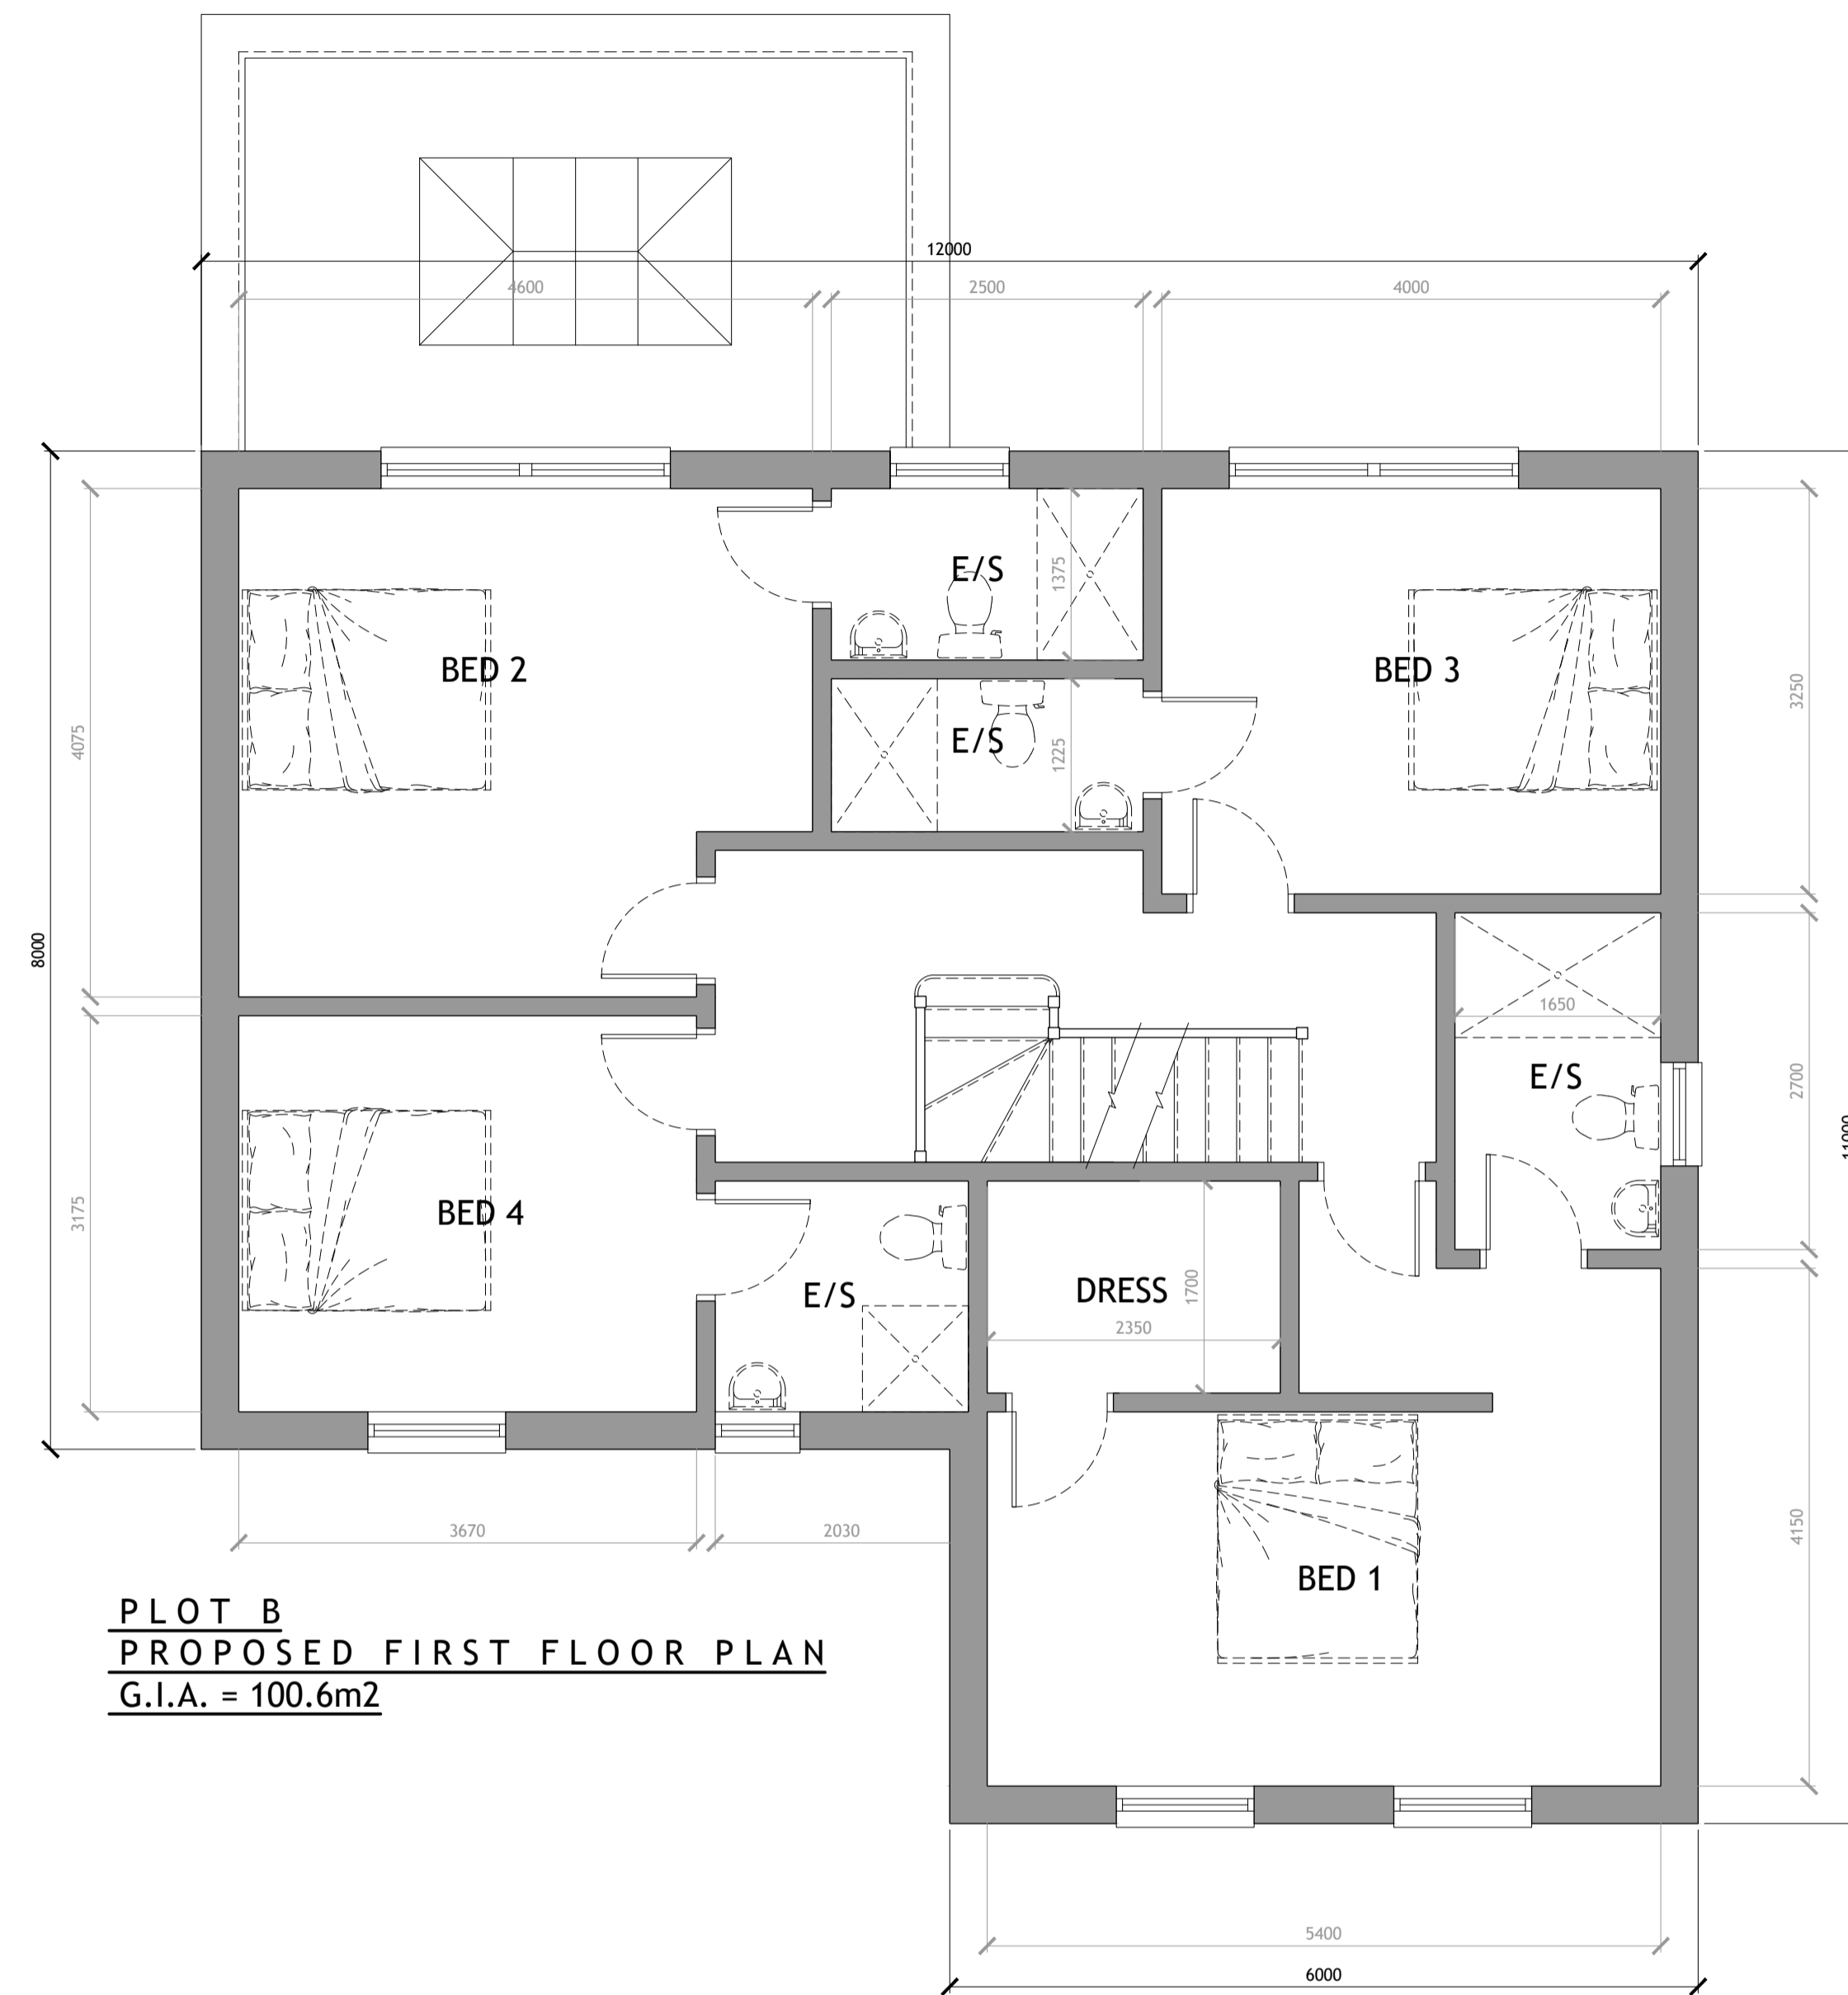 12000
4600
2500
4000
E/S
1375
BED 2
BED 3
3250
E/S
1225
4075
8000
1650
E/S
2700
11000
BED 4
3175
E/S
DRESS
1700
2350
3670
2030
4150
BED 1
PLOT B
PROPOSED FIRST FLOOR PLAN
G.I.A. = 100.6m2
5400
6000